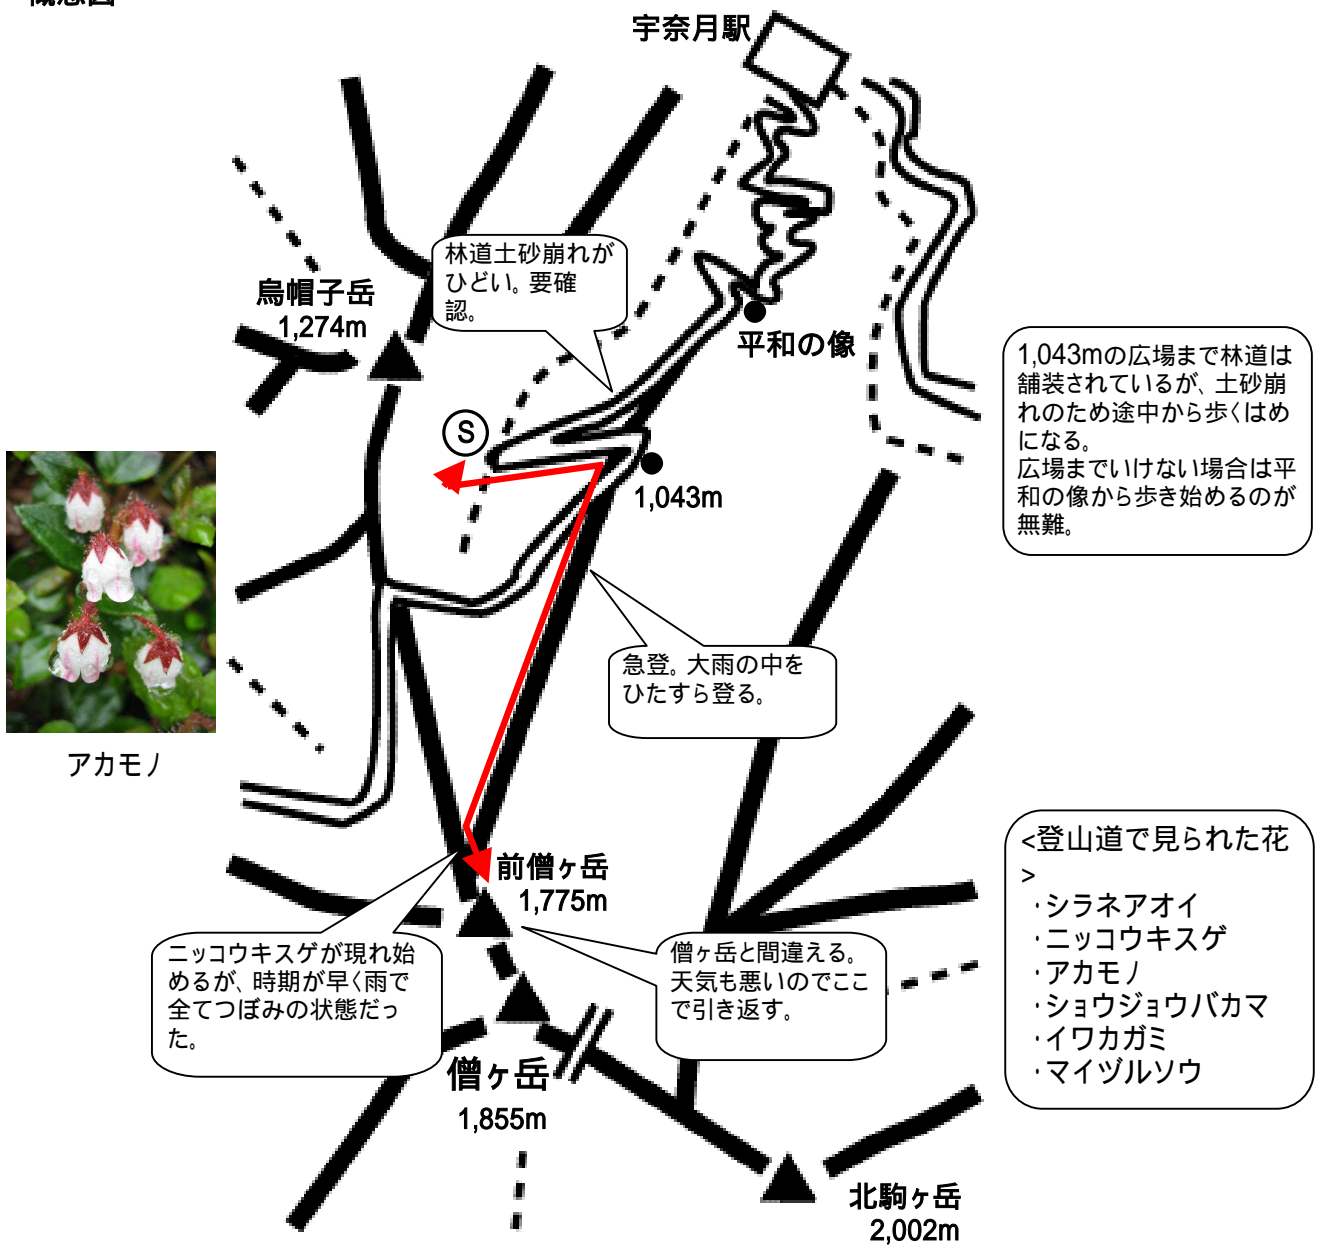 概念図
宇奈月駅
林道土砂崩れが
ひどい。要確
認。
烏帽子岳
1,274m
平和の像
1,043mの広場まで林道は
舗装されているが、土砂崩
れのため途中から歩くはめ
になる。
広場までいけない場合は平
和の像から歩き始めるのが
無難。
S
1,043m
急登。大雨の中を
ひたすら登る。
アカモノ
<登山道で見られた花
>
・シラネアオイ
・ニッコウキスゲ
・アカモノ
・ショウジョウバカマ
・イワカガミ
・マイヅルソウ
前僧ヶ岳
1,775m
ニッコウキスゲが現れ始
めるが、時期が早く雨で
全てつぼみの状態だっ
た。
僧ヶ岳と間違える。
天気も悪いのでここ
で引き返す。
僧ヶ岳
1,855m
北駒ヶ岳
2,002m